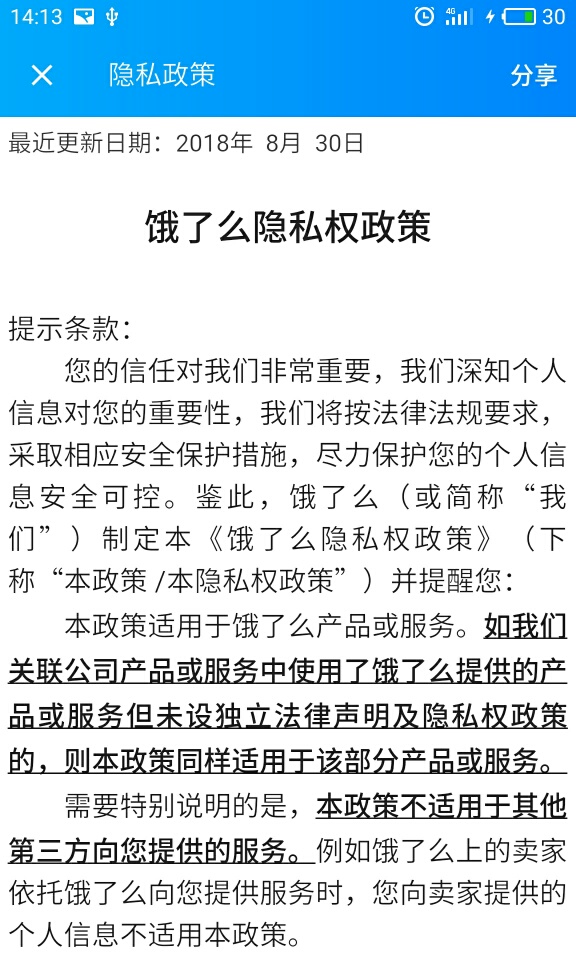 14:13 4G 30
隐私政策 分享
最近更新日期：2018年 8月 30日
饿了么隐私权政策
提示条款：
您的信任对我们非常重要，我们深知个人
信息对您的重要性，我们将按法律法规要求，
采取相应安全保护措施，尽力保护您的个人信
息安全可控。鉴此，饿了么（或简称“我
们”）制定本《饿了么隐私权政策》（下
称“本政策 /本隐私权政策”）并提醒您：
本政策适用于饿了么产品或服务。如我们
关联公司产品或服务中使用了饿了么提供的产
品或服务但未设独立法律声明及隐私权政策
的，则本政策同样适用于该部分产品或服务。
需要特别说明的是，本政策不适用于其他
第三方向您提供的服务。例如饿了么上的卖家
依托饿了么向您提供服务时，您向卖家提供的
个人信息不适用本政策。